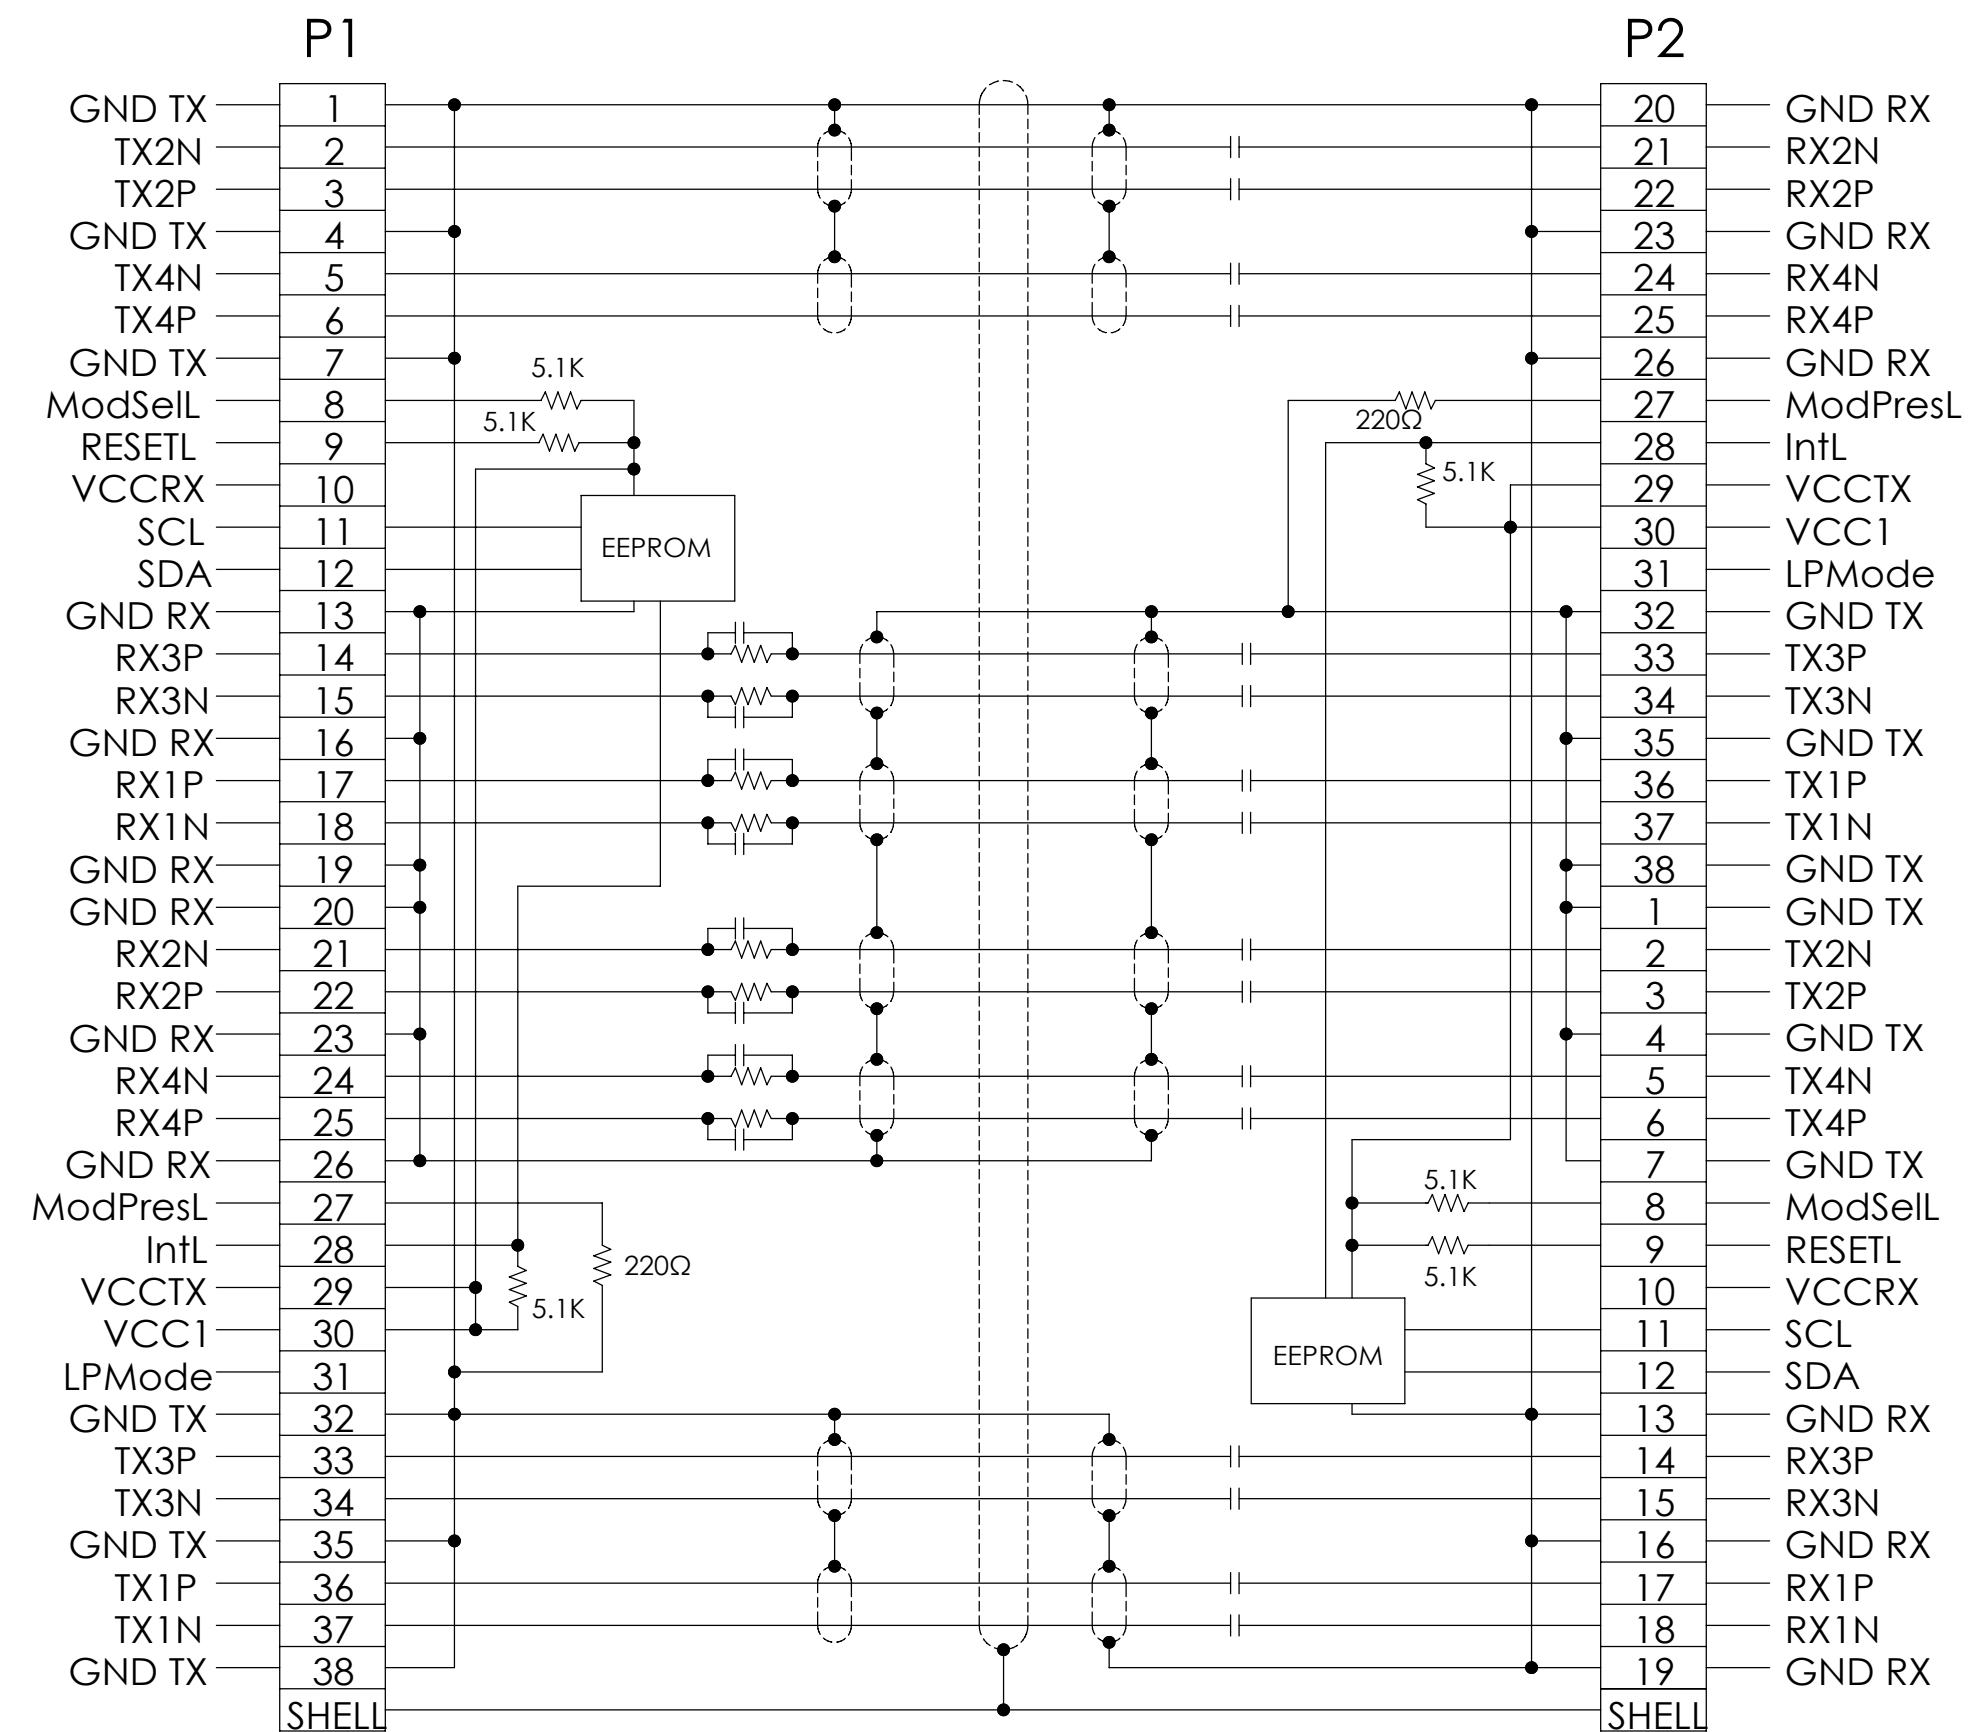 P1 P2
GND TX 1 20 GND RX
TX2N 2 21 RX2N
TX2P 3 22 RX2P
GND TX 4 23 GND RX
TX4N 5 24 RX4N
TX4P 6 25 RX4P
GND TX 7 26 GND RX
5.1K
ModSelL 8 27 ModPresL
5.1K 220Ω
RESETL 9 28 IntL
5.1K
VCCRX 10 29 VCCTX
SCL 11 30 VCC1
EEPROM
SDA 12 31 LPMode
GND RX 13 32 GND TX
RX3P 14 33 TX3P
RX3N 15 34 TX3N
GND RX 16 35 GND TX
RX1P 17 36 TX1P
RX1N 18 37 TX1N
GND RX 19 38 GND TX
GND RX 20 1 GND TX
RX2N 21 2 TX2N
RX2P 22 3 TX2P
GND RX 23 4 GND TX
RX4N 24 5 TX4N
RX4P 25 6 TX4P
GND RX 26 7 GND TX
5.1K
ModPresL 27 8 ModSelL
IntL 28 9 RESETL
220Ω 5.1K
VCCTX 29 10 VCCRX
5.1K
VCC1 30 11 SCL
EEPROM
LPMode 31 12 SDA
GND TX 32 13 GND RX
TX3P 33 14 RX3P
TX3N 34 15 RX3N
GND TX 35 16 GND RX
TX1P 36 17 RX1P
TX1N 37 18 RX1N
GND TX 38 19 GND RX
SHELL SHELL